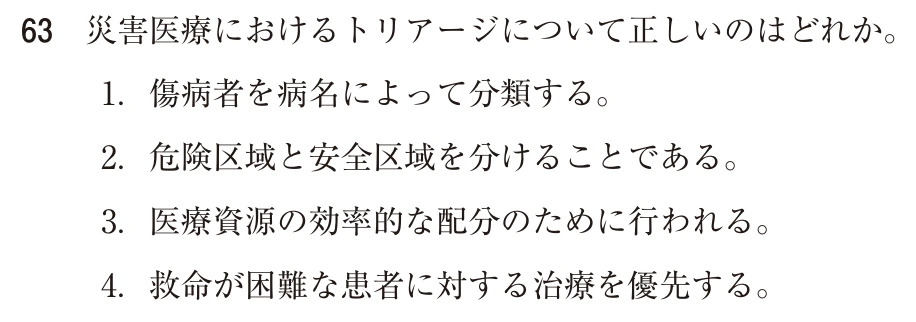 63 災害医療におけるトリアージについて正しいのはどれか。
1. 傷病者を病名によって分類する。
2. 危険区域と安全区域を分けることである。
3. 医療資源の効率的な配分のために行われる。
4. 救命が困難な患者に対する治療を優先する。